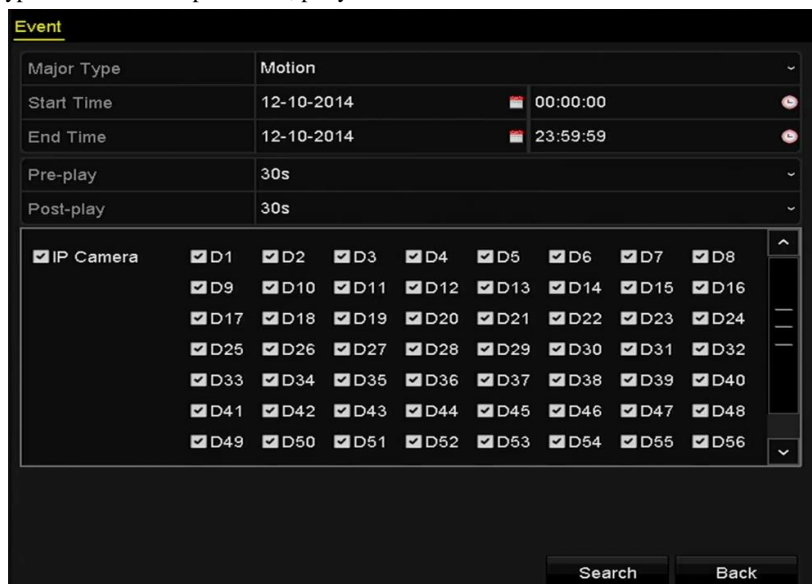 Event
Major Type Motion
Start Time 12-10-2014 00:00:00
End Time 12-10-2014 23:59:59
Pre-play 30s
Post-play 30s
IP Camera D1 D2 D3 D4 D5 D6 D7 D8
D9 D10 D11 D12 D13 D14 D15 D16
D17 D18 D19 D20 D21 D22 D23 D24
D25 D26 D27 D28 D29 D30 D31 D32
D33 D34 D35 D36 D37 D38 D39 D40
D41 D42 D43 D44 D45 D46 D47 D48
D49 D50 D51 D52 D53 D54 D55 D56
Search Back